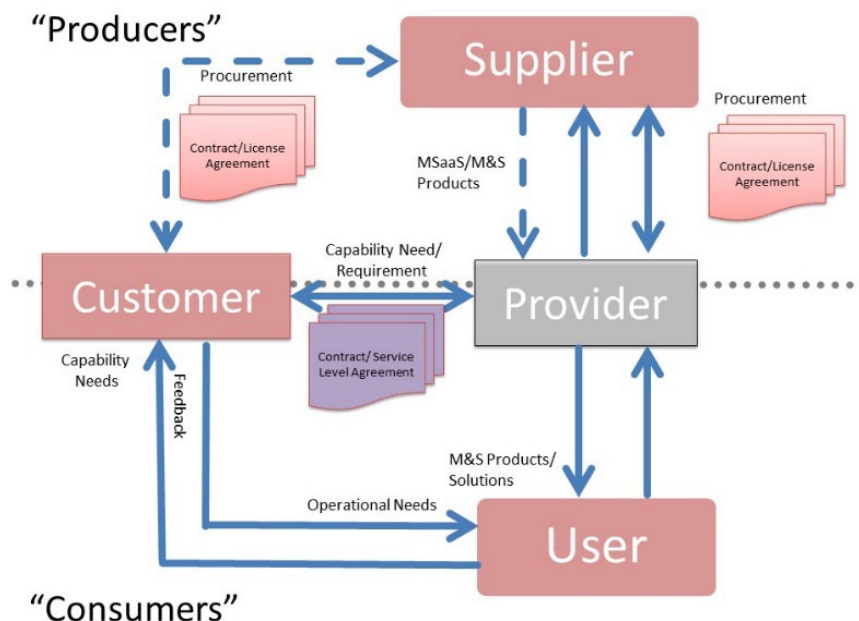 “Producers”
Supplier
Procurement
Contract/License
Agreement
Procurement
Contract/License
Agreement
MSaaS/M&S
Products
Capability Need/
Requirement
Customer
Provider
Contract/ Service
Level Agreement
Capability
Needs
Feedback
M&S Products/
Solutions
Operational Needs
User
“Consumers”